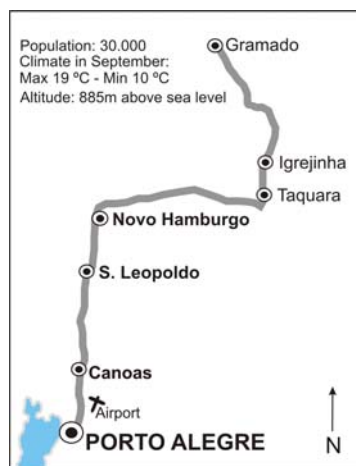 Population: 30.000
Climate in September:
Max 19 ºC - Min 10 ºC
Altitude: 885m above sea level
Gramado
Igrejinha
Taquara
Novo Hamburgo
S. Leopoldo
Canoas
Airport
PORTO ALEGRE
N